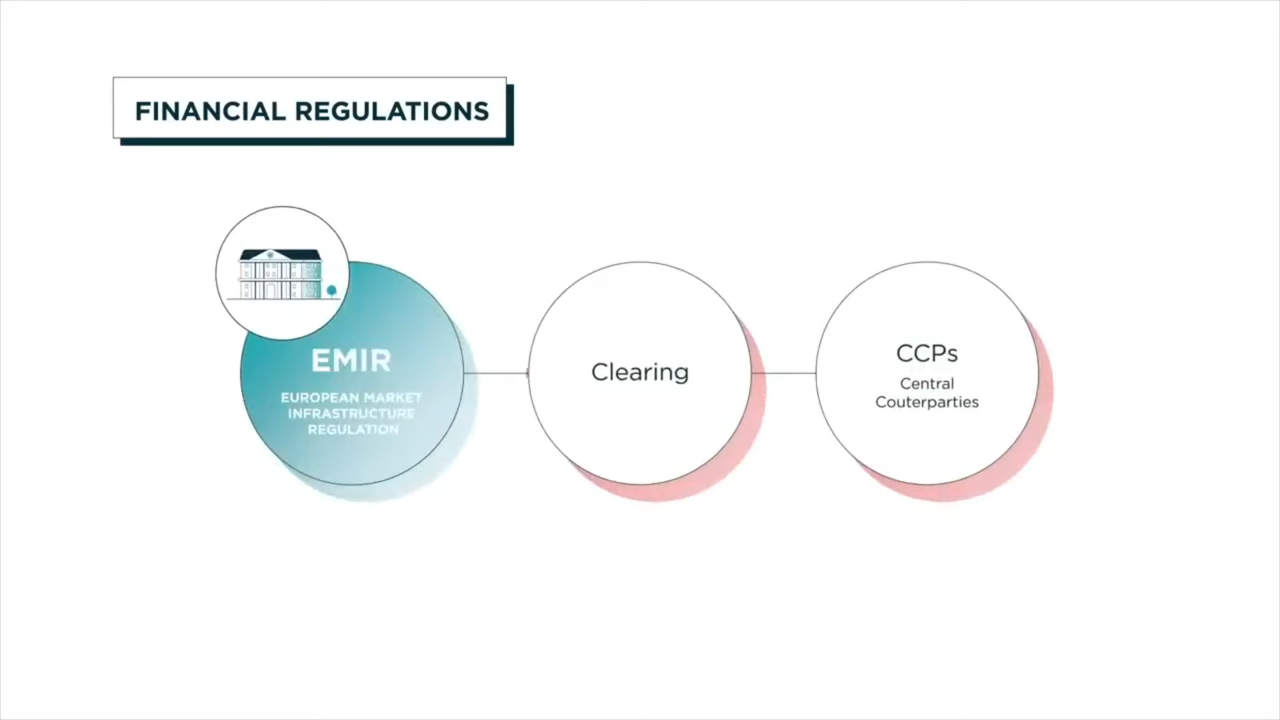 FINANCIAL REGULATIONS
EMIR
EUROPEAN MARKET
INFRASTRUCTURE
REGULATION
Clearing
CCPs
Central
Couterparties